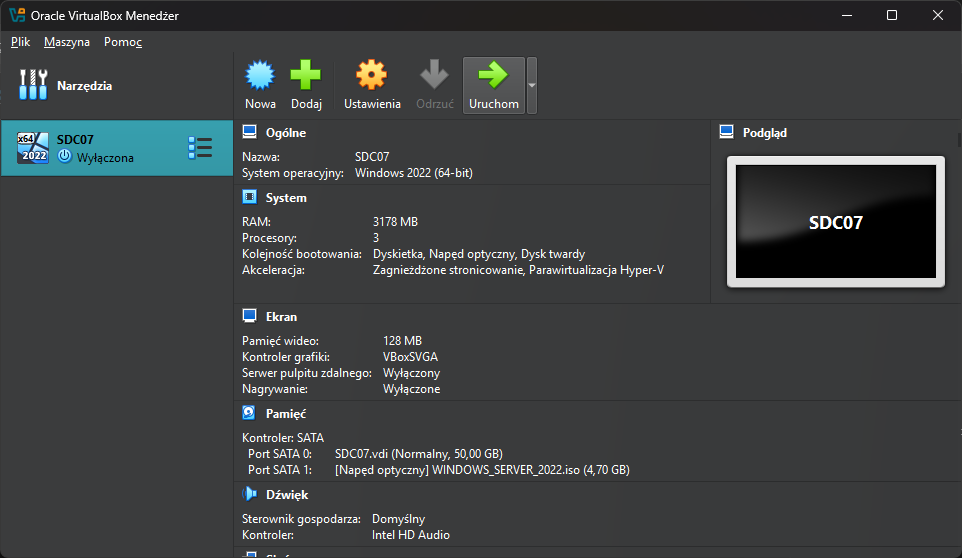 Oracle VirtualBox Menedżer
Plik Maszyna Pomoc
Narzędzia
Nowa Dodaj Ustawienia Odrzuć Uruchom
x64
2022
SDC07
Wyłączona
Ogólne
Nazwa: SDC07
System operacyjny: Windows 2022 (64-bit)
System
RAM: 3178 MB
Procesory: 3
Kolejność bootowania: Dyskietka, Napęd optyczny, Dysk twardy
Akceleracja: Zagnieżdżone stronicowanie, Parawirtualizacja Hyper-V
Podgląd
SDC07
Ekran
Pamięć wideo: 128 MB
Kontroler grafiki: VBoxSVGA
Serwer pulpitu zdalnego: Wyłączony
Nagrywanie: Wyłączone
Pamięć
Kontroler: SATA
Port SATA 0: SDC07.vdi (Normalny, 50,00 GB)
Port SATA 1: [Napęd optyczny] WINDOWS_SERVER_2022.iso (4,70 GB)
Dźwięk
Sterownik gospodarza: Domyślny
Kontroler: Intel HD Audio